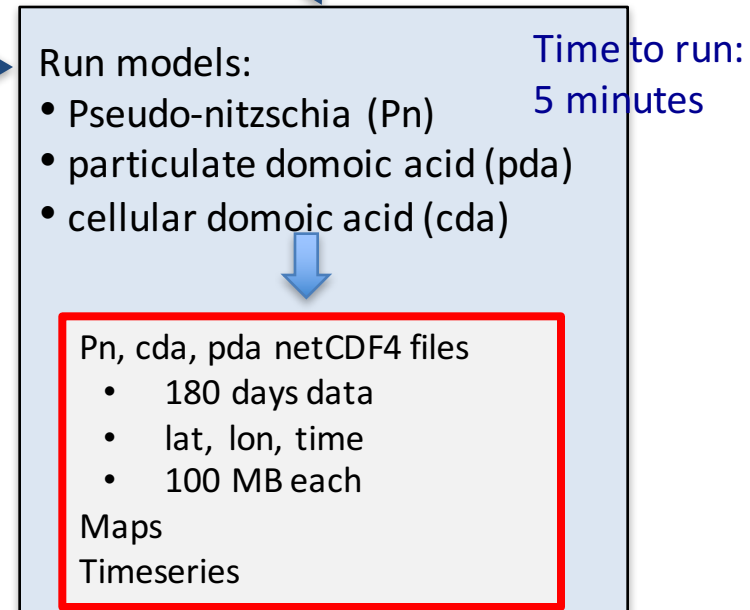 Run models:
• Pseudo-nitzschia (Pn)
• particulate domoic acid (pda)
• cellular domoic acid (cda)
Time to run:
5 minutes
Pn, cda, pda netCDF4 files
• 180 days data
• lat, lon, time
• 100 MB each
Maps
Timeseries